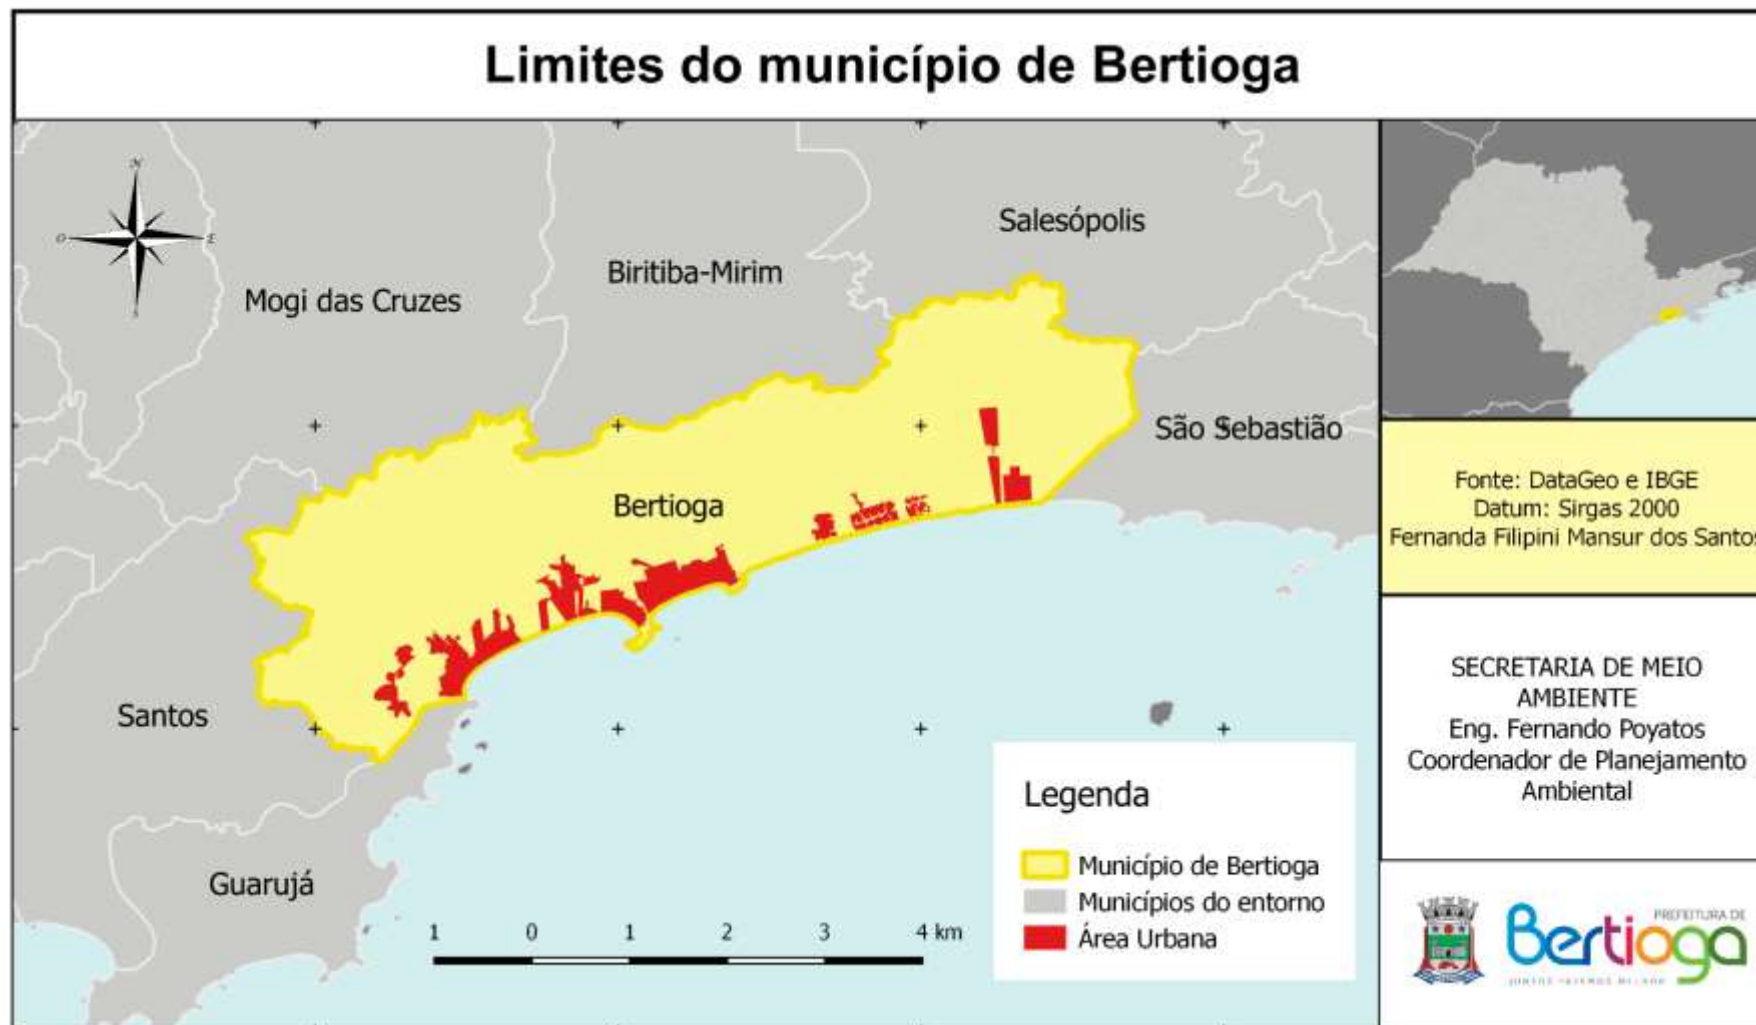 Limites do município de Bertioga
N
O
E
S
Mogi das Cruzes
Biritiba-Mirim
Salesópolis
São Sebastião
Bertioga
Santos
Guarujá
1 0 1 2 3 4 km
Legenda
Município de Bertioga
Municípios do entorno
Área Urbana
Fonte: DataGeo e IBGE
Datum: Sirgas 2000
Fernanda Filipini Mansur dos Santos
SECRETARIA DE MEIO
AMBIENTE
Eng. Fernando Poyatos
Coordenador de Planejamento
Ambiental
PREFEITURA DE
Bertioga